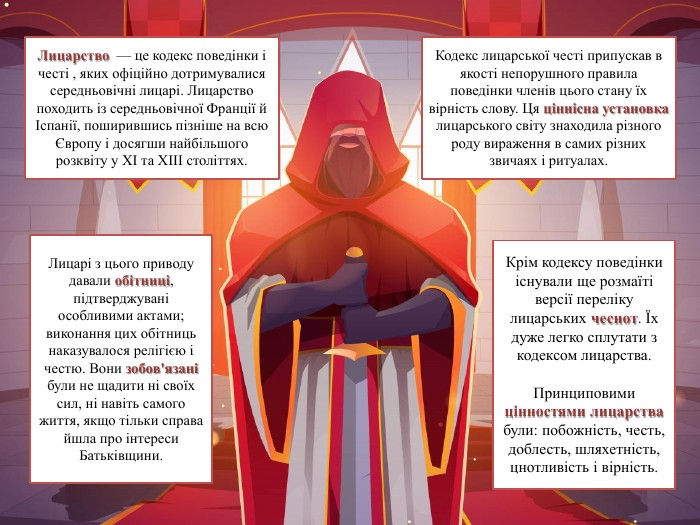 Лицарство — це кодекс поведінки і
честі , яких офіційно дотримувалися
середньовічні лицарі. Лицарство
походить із середньовічної Франції й
Іспанії, поширившись пізніше на всю
Європу і досягши найбільшого
розквіту у XI та XIII століттях.
Кодекс лицарської честі припускав в
якості непорушного правила
поведінки членів цього стану їх
вірність слову. Ця ціннісна установка
лицарського світу знаходила різного
роду вираження в самих різних
звичаях і ритуалах.
Лицарі з цього приводу
давали обітниці,
підтверджувані
особливими актами;
виконання цих обітниць
наказувалося релігією і
честю. Вони зобов'язані
були не щадити ні своїх
сил, ні навіть самого
життя, якщо тільки справа
йшла про інтереси
Батьківщини.
Крім кодексу поведінки
існували ще розмаїті
версії переліку
лицарських чеснот. Їх
дуже легко сплутати з
кодексом лицарства.
Принциповими
цінностями лицарства
були: побожність, честь,
доблесть, шляхетність,
цнотливість і вірність.